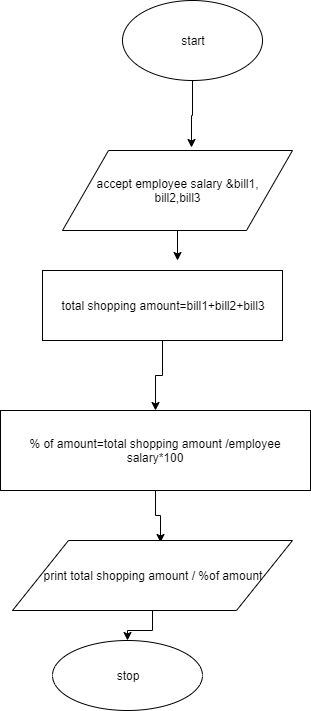 start
accept employee salary &bill1,
bill2,bill3
total shopping amount=bill1+bill2+bill3
% of amount=total shopping amount /employee
salary*100
print total shopping amount / %of amount
stop